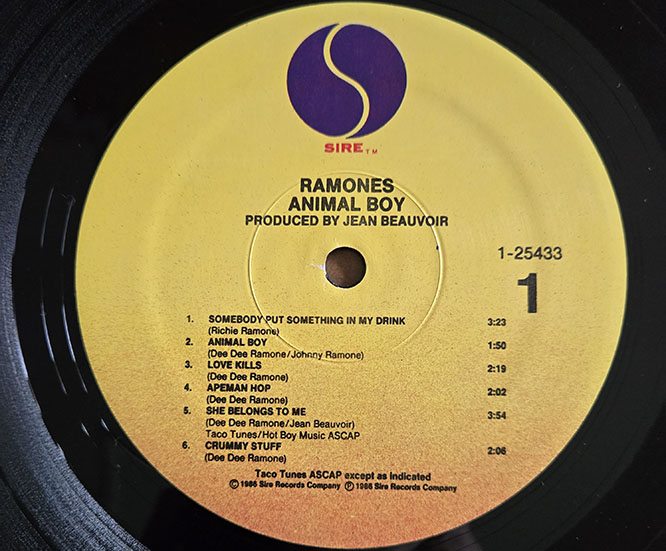 SIRE TM
RAMONES
ANIMAL BOY
PRODUCED BY JEAN BEAUVOIR
1-25433
1
1. SOMEBODY PUT SOMETHING IN MY DRINK 3:23
(Richie Ramone)
2. ANIMAL BOY 1:50
(Dee Dee Ramone/Johnny Ramone)
3. LOVE KILLS 2:19
(Dee Dee Ramone)
4. APEMAN HOP 2:02
(Dee Dee Ramone)
5. SHE BELONGS TO ME 3:54
(Dee Dee Ramone/Jean Beauvoir)
Taco Tunes/Hot Boy Music ASCAP
6. CRUMMY STUFF 2:06
(Dee Dee Ramone)
Taco Tunes ASCAP except as indicated
© 1986 Sire Records Company ℗ 1986 Sire Records Company